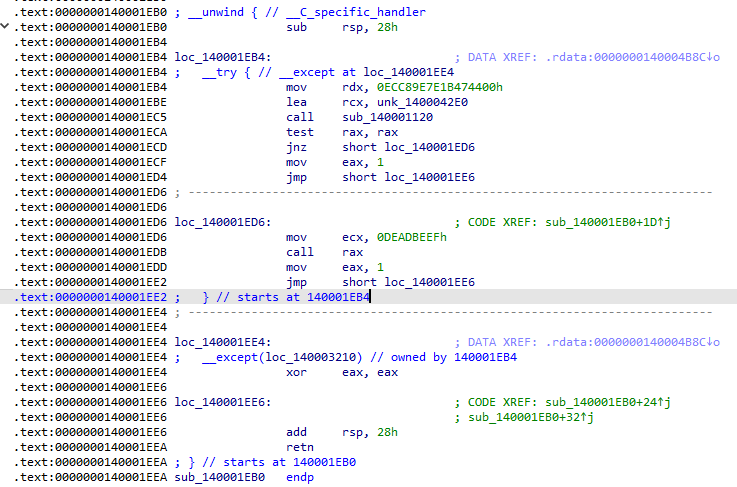 .text:0000000140001EB0 ; __unwind { // __C_specific_handler
.text:0000000140001EB0 sub rsp, 28h
.text:0000000140001EB4
.text:0000000140001EB4 loc_140001EB4: ; DATA XREF: .rdata:0000000140004B8C↓o
.text:0000000140001EB4 ; __try { // __except at loc_140001EE4
.text:0000000140001EB4 mov rdx, 0ECC89E7E1B474400h
.text:0000000140001EBE lea rcx, unk_1400042E0
.text:0000000140001EC5 call sub_140001120
.text:0000000140001ECA test rax, rax
.text:0000000140001ECD jnz short loc_140001ED6
.text:0000000140001ECF mov eax, 1
.text:0000000140001ED4 jmp short loc_140001EE6
.text:0000000140001ED6 ; ---------------------------------------------------------------------------
.text:0000000140001ED6
.text:0000000140001ED6 loc_140001ED6: ; CODE XREF: sub_140001EB0+1D↑j
.text:0000000140001ED6 mov ecx, 0DEADBEEFh
.text:0000000140001EDB call rax
.text:0000000140001EDD mov eax, 1
.text:0000000140001EE2 jmp short loc_140001EE6
.text:0000000140001EE2 ; } // starts at 140001EB4
.text:0000000140001EE4 ; ---------------------------------------------------------------------------
.text:0000000140001EE4
.text:0000000140001EE4 loc_140001EE4: ; DATA XREF: .rdata:0000000140004B8C↓o
.text:0000000140001EE4 ; __except(loc_140003210) // owned by 140001EB4
.text:0000000140001EE4 xor eax, eax
.text:0000000140001EE6
.text:0000000140001EE6 loc_140001EE6: ; CODE XREF: sub_140001EB0+24↑j
.text:0000000140001EE6 ; sub_140001EB0+32↑j
.text:0000000140001EE6 add rsp, 28h
.text:0000000140001EEA retn
.text:0000000140001EEA ; } // starts at 140001EB0
.text:0000000140001EEA sub_140001EB0 endp